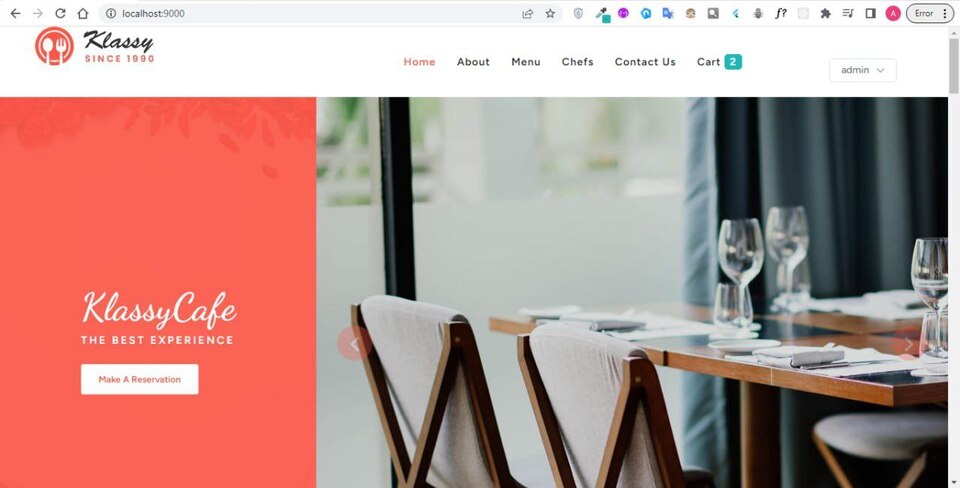 localhost:9000
A
Error
Klassy
SINCE 1990
Home About Menu Chefs Contact Us Cart 2
admin
KlassyCafe
THE BEST EXPERIENCE
Make A Reservation